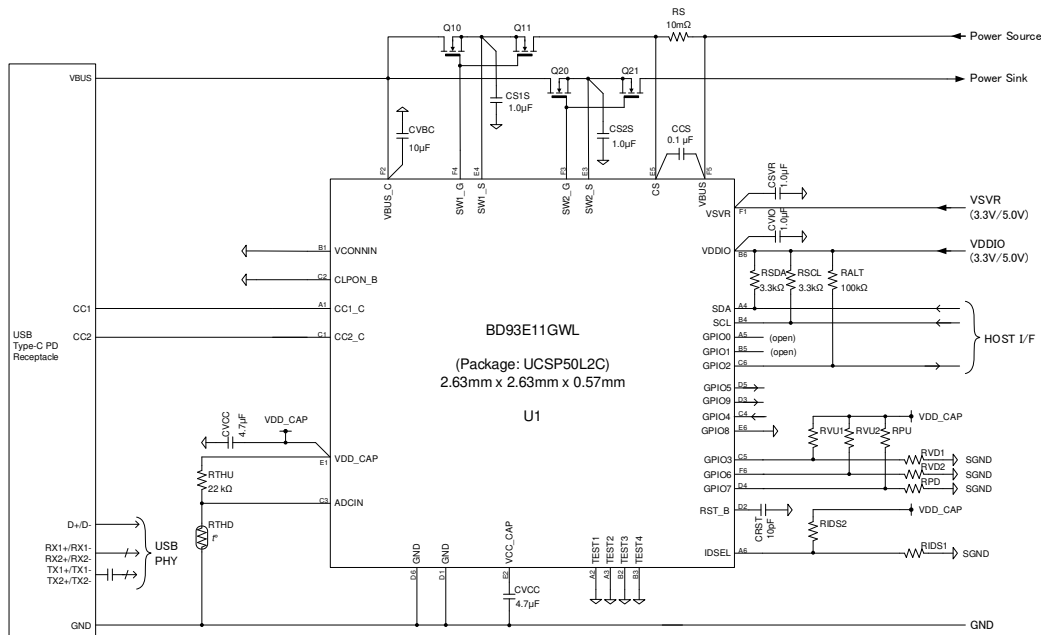 RS
10mΩ
Q10
Q11
Power Source
Q20
Q21
Power Sink
VBUS
CS1S
1.0µF
CVBC
10µF
CS2S
1.0µF
CCS
0.1 µF
F2
F4
E4
F3
E3
E5
F5
VBUS_C
SW1_G
SW1_S
SW2_G
SW2_S
CS
VBUS
CSVR
1.0µF
VSVR
F1
VSVR
(3.3V/5.0V)
CVIO
1.0µF
VDDIO
B6
VDDIO
(3.3V/5.0V)
B1
VCONNIN
C2
CLPON_B
RSDA
3.3kΩ
RSCL
3.3kΩ
RALT
100kΩ
CC1
A1
CC1_C
CC2
C1
CC2_C
USB
Type-C PD
Receptacle
SDA
A4
SCL
B4
GPIO0
A5
(open)
GPIO1
B5
(open)
GPIO2
C6
HOST I/F
BD93E11GWL
(Package: UCSP50L2C)
2.63mm x 2.63mm x 0.57mm
U1
GPIO5
D5
GPIO9
D3
GPIO4
C4
GPIO8
E6
CVCC
4.7µF
VDD_CAP
E1
VDD_CAP
RVU1
RVU2
RPU
VDD_CAP
GPIO3
C5
RVD1
SGND
GPIO6
F6
RVD2
SGND
GPIO7
D4
RPD
SGND
RTHU
22 kΩ
C3
ADCIN
RTHD
t°
RST_B
D2
CRST
10pF
RIDS2
VDD_CAP
IDSEL
A6
RIDS1
SGND
D+/D-
RX1+/RX1-
RX2+/RX2-
TX1+/TX1-
TX2+/TX2-
USB
PHY
GND
GND
VCC_CAP
TEST1
TEST2
TEST3
TEST4
D6
D1
E2
A2
A3
B2
B3
CVCC
4.7µF
GND
GND